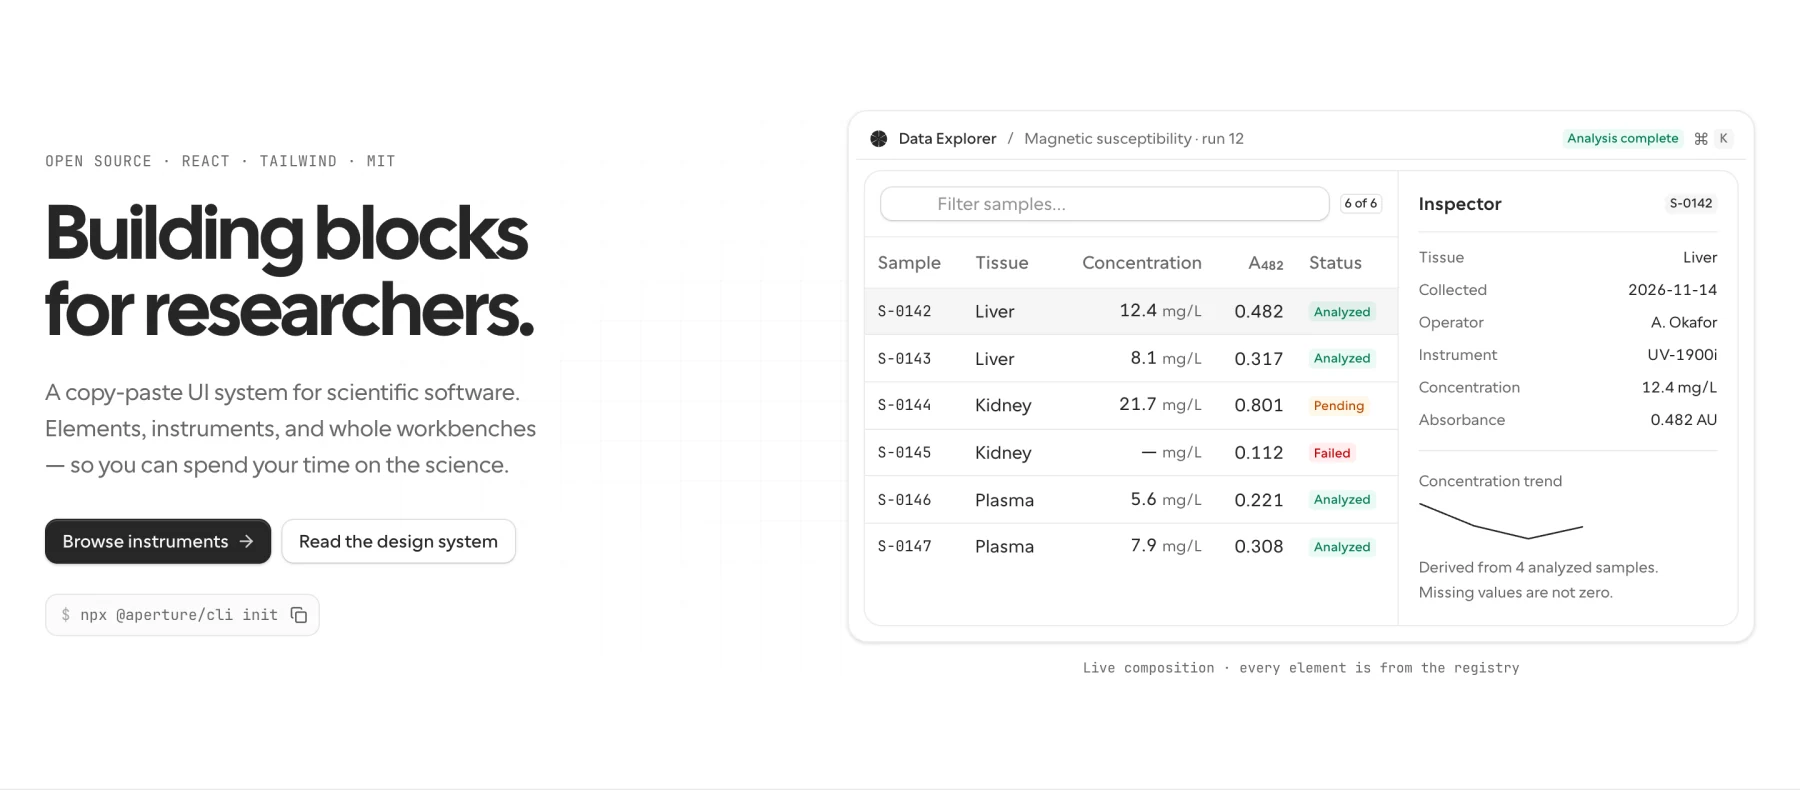 OPEN SOURCE · REACT · TAILWIND · MIT
Building blocks
for researchers.
A copy-paste UI system for scientific software.
Elements, instruments, and whole workbenches
— so you can spend your time on the science.
Browse instruments →
Read the design system
$ npx @aperture/cli init
Data Explorer / Magnetic susceptibility · run 12
Analysis complete ⌘ K
Filter samples...
6 of 6
Sample Tissue Concentration A₄₈₂ Status
S-0142 Liver 12.4 mg/L 0.482 Analyzed
S-0143 Liver 8.1 mg/L 0.317 Analyzed
S-0144 Kidney 21.7 mg/L 0.801 Pending
S-0145 Kidney — mg/L 0.112 Failed
S-0146 Plasma 5.6 mg/L 0.221 Analyzed
S-0147 Plasma 7.9 mg/L 0.308 Analyzed
Inspector S-0142
Tissue Liver
Collected 2026-11-14
Operator A. Okafor
Instrument UV-1900i
Concentration 12.4 mg/L
Absorbance 0.482 AU
Concentration trend
Derived from 4 analyzed samples.
Missing values are not zero.
Live composition · every element is from the registry